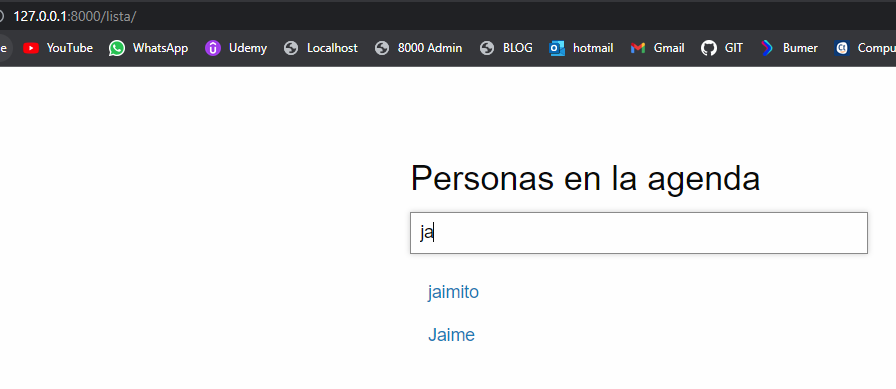 127.0.0.1:8000/lista/
e YouTube WhatsApp Udemy Localhost 8000 Admin BLOG hotmail Gmail GIT Bumer Compu
Personas en la agenda
ja
jaimito
Jaime